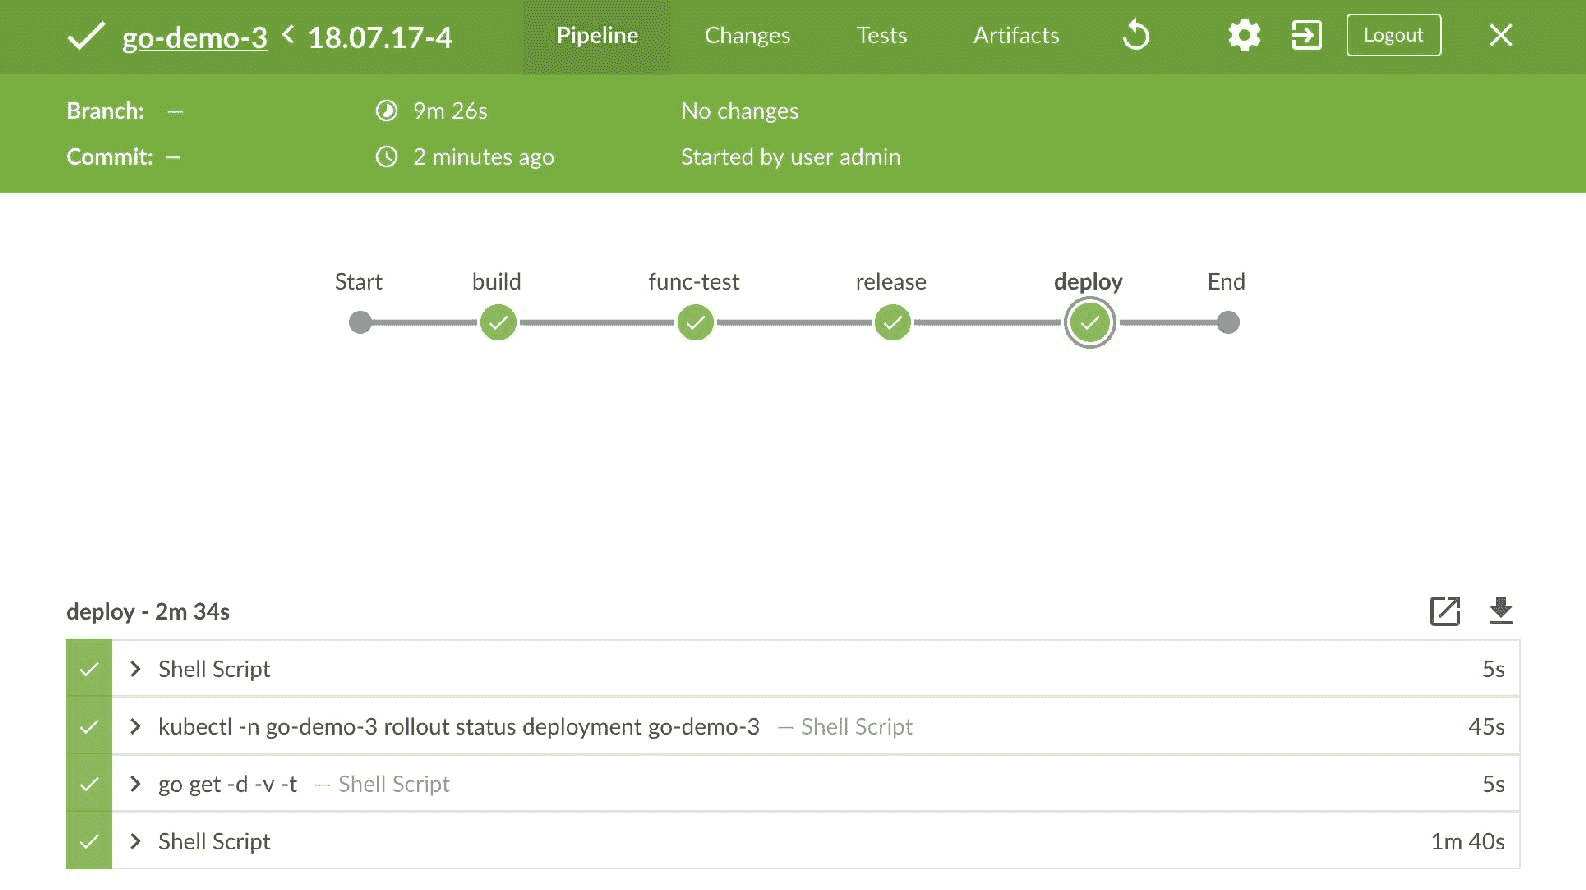 go-demo-3 < 18.07.17-4 Pipeline Changes Tests Artifacts Logout
Branch: — 9m 26s No changes
Commit: — 2 minutes ago Started by user admin
Start build func-test release deploy End
deploy - 2m 34s
Shell Script 5s
kubectl -n go-demo-3 rollout status deployment go-demo-3 — Shell Script 45s
go get -d -v -t — Shell Script 5s
Shell Script 1m 40s